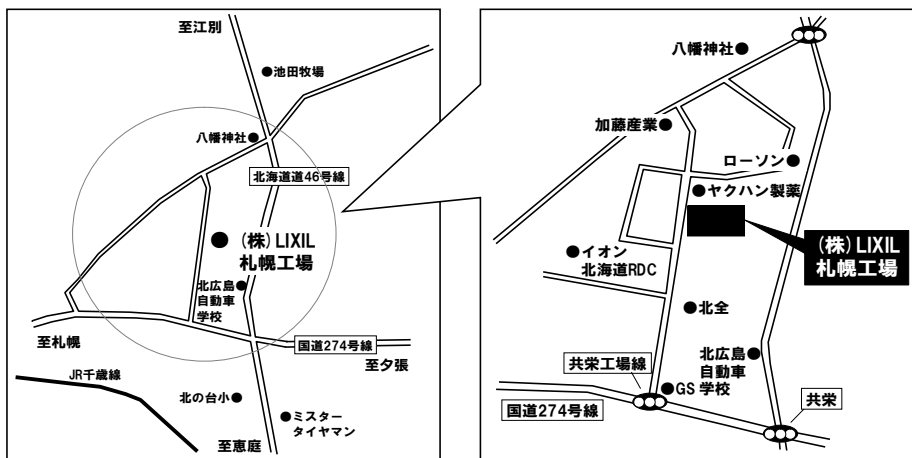 至江別
池田牧場
八幡神社
北海道道46号線
(株)LIXIL
札幌工場
北広島
自動車
学校
国道274号線
至札幌
至夕張
JR千歳線
北の台小
ミスター
タイヤマン
至恵庭
八幡神社
加藤産業
ローソン
ヤクハン製薬
(株)LIXIL
札幌工場
イオン
北海道RDC
北全
共栄工場線
北広島
自動車
学校
GS
共栄
国道274号線